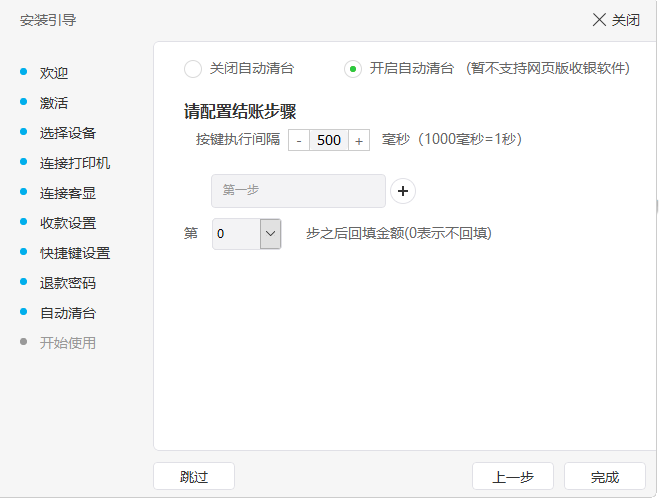 安装引导
关闭
欢迎
激活
选择设备
连接打印机
连接客显
收款设置
快捷键设置
退款密码
自动清台
开始使用
关闭自动清台 开启自动清台 (暂不支持网页版收银软件)
请配置结账步骤
按键执行间隔 - 500 + 毫秒（1000毫秒=1秒）
第一步 +
第 0 步之后回填金额(0表示不回填)
跳过 上一步 完成